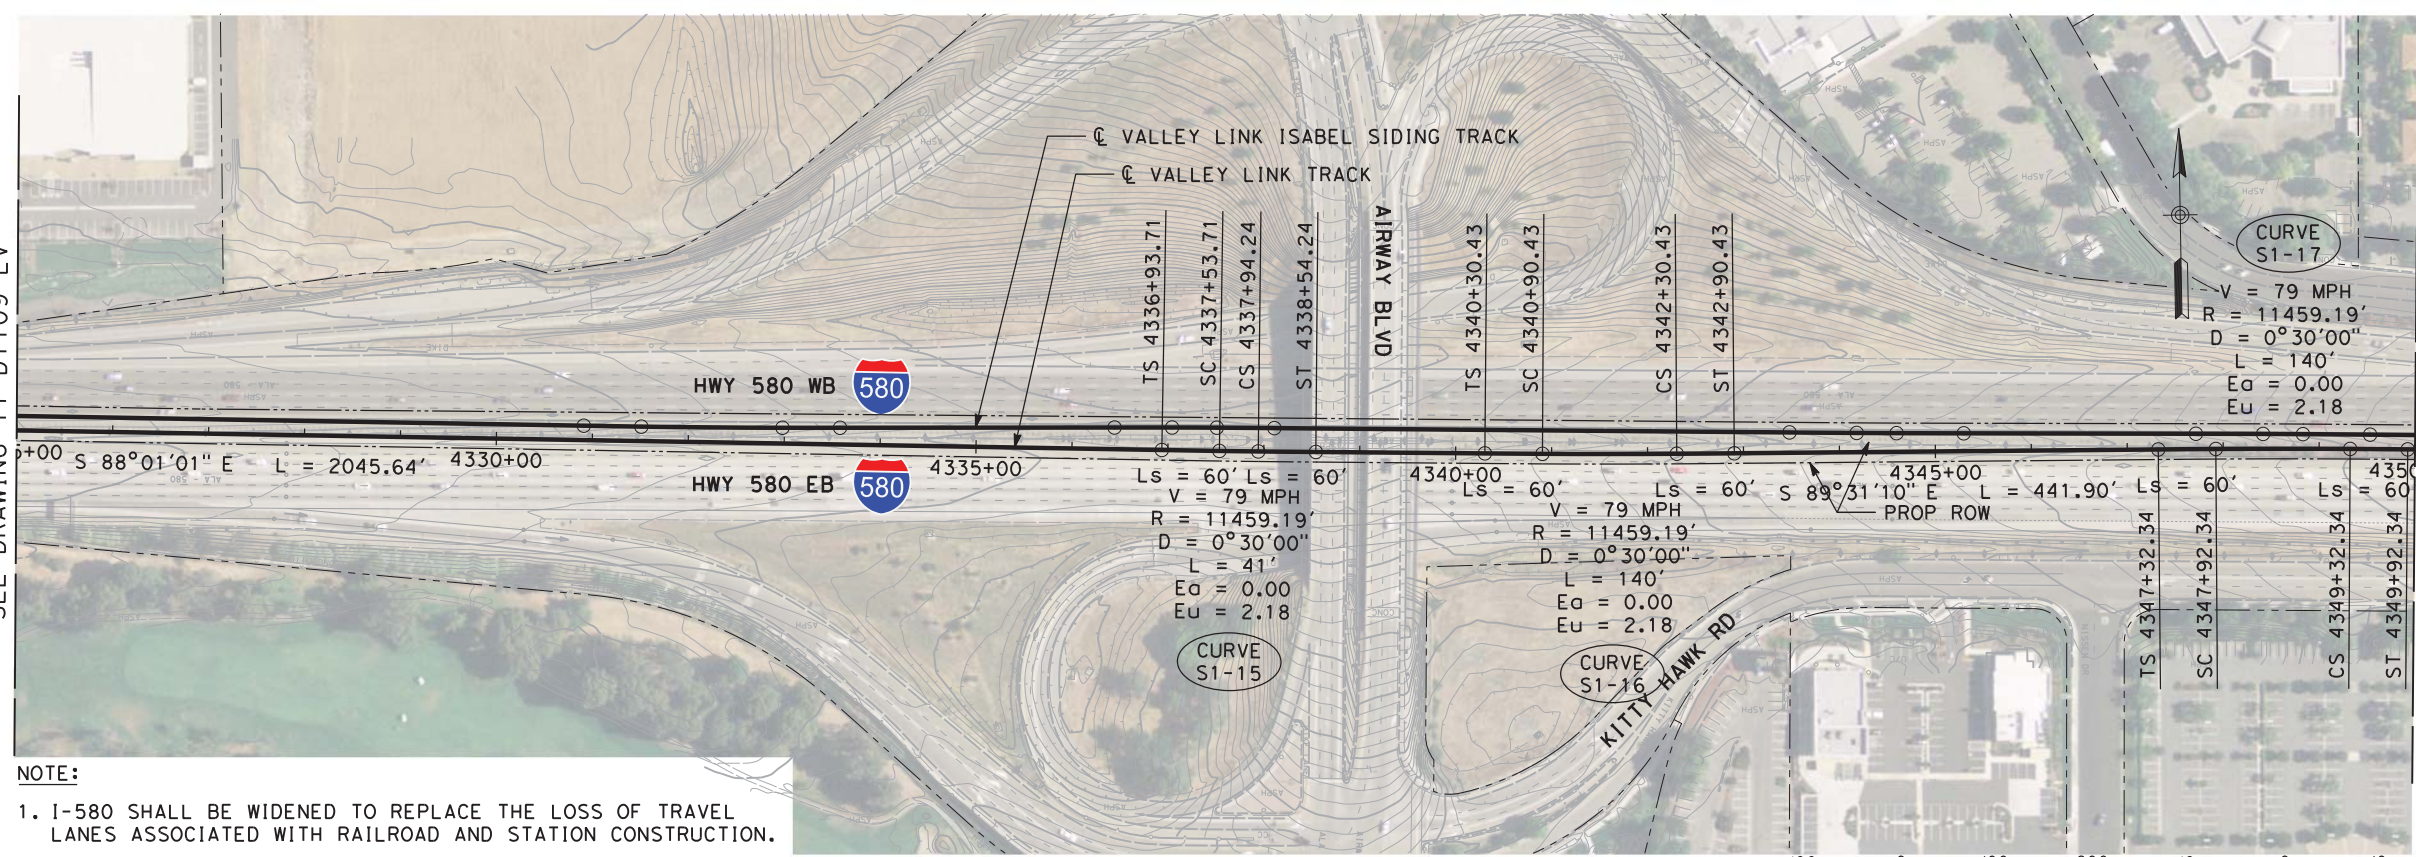 ℄ VALLEY LINK ISABEL SIDING TRACK
℄ VALLEY LINK TRACK
TS 4336+93.71
SC 4337+53.71
CS 4337+94.24
ST 4338+54.24
AIRWAY BLVD
TS 4340+30.43
SC 4340+90.43
CS 4342+30.43
ST 4342+90.43
CURVE
S1-17
V = 79 MPH
R = 11459.19'
D = 0°30'00"
L = 140'
Ea = 0.00
Eu = 2.18
HWY 580 WB
580
HWY 580 EB
580
5+00
S 88°01'01" E L = 2045.64'
4330+00
4335+00
4340+00
4345+00
4350
Ls = 60' Ls = 60'
V = 79 MPH
R = 11459.19'
D = 0°30'00"
L = 41'
Ea = 0.00
Eu = 2.18
CURVE
S1-15
Ls = 60' Ls = 60'
V = 79 MPH
R = 11459.19'
D = 0°30'00"
L = 140'
Ea = 0.00
Eu = 2.18
CURVE
S1-16
KITTY HAWK RD
S 89°31'10" E L = 441.90'
PROP ROW
Ls = 60'
Ls = 60
TS 4347+32.34
SC 4347+92.34
CS 4349+32.34
ST 4349+92.34
NOTE:
1. I-580 SHALL BE WIDENED TO REPLACE THE LOSS OF TRAVEL
LANES ASSOCIATED WITH RAILROAD AND STATION CONSTRUCTION.